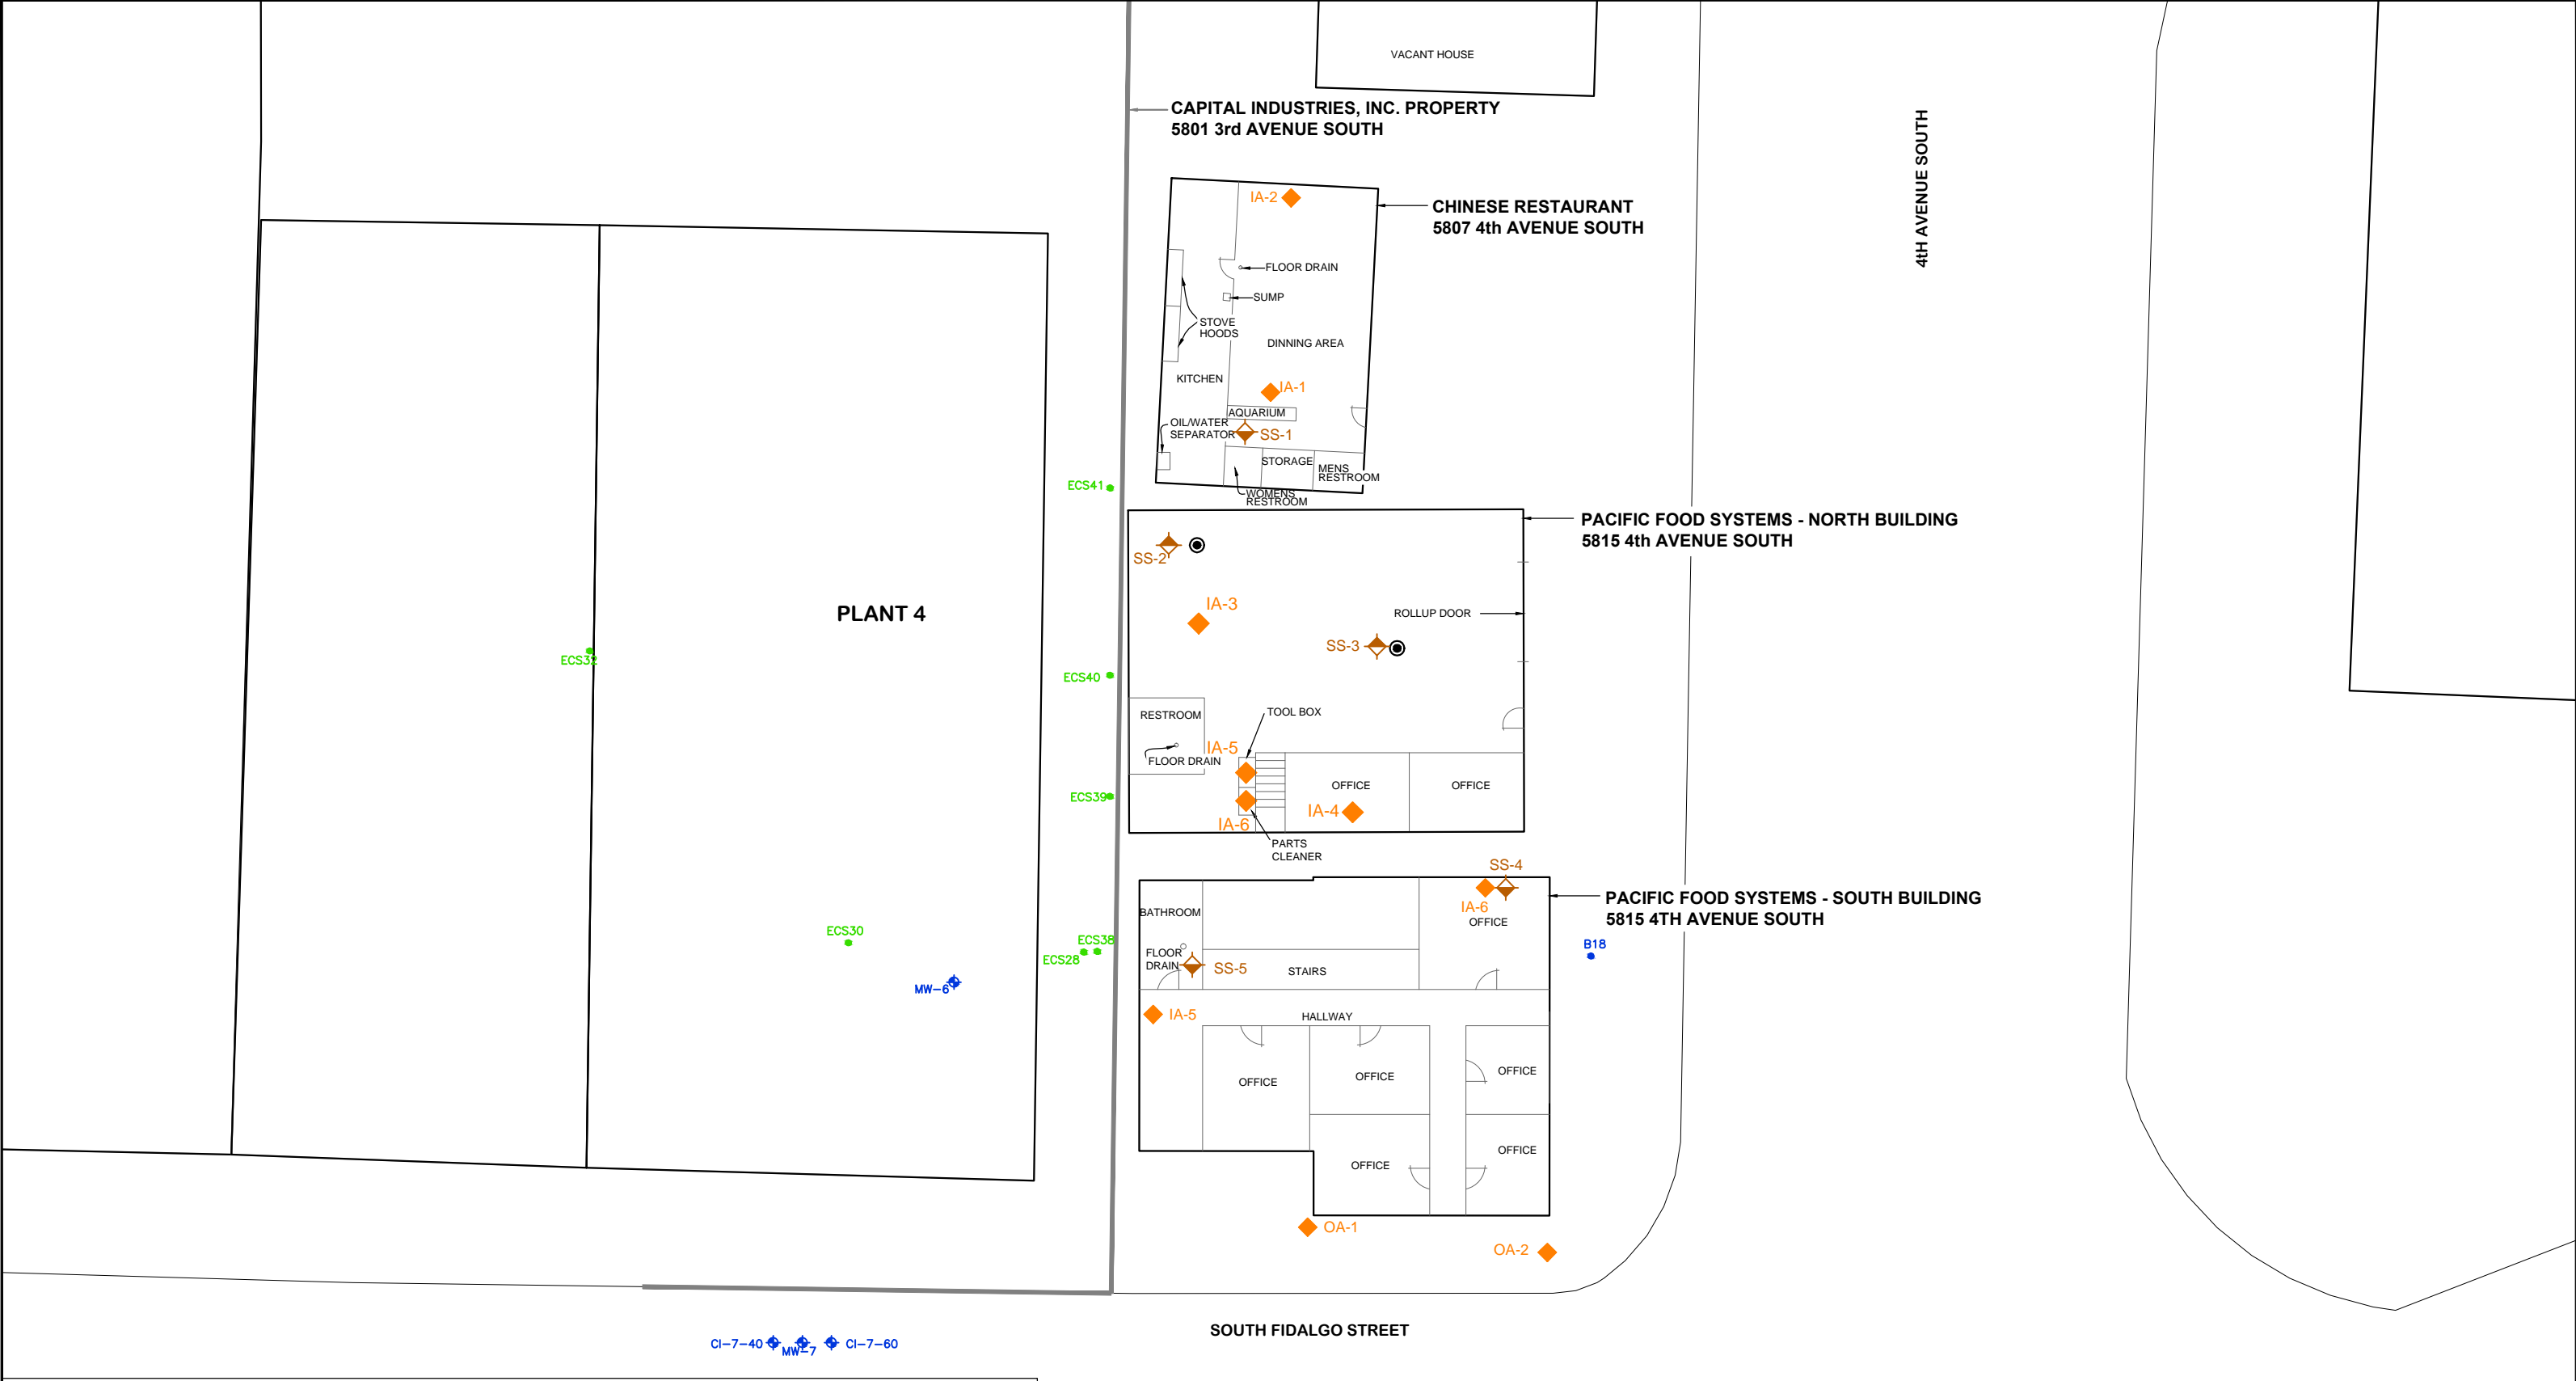 VACANT HOUSE
CAPITAL INDUSTRIES, INC. PROPERTY
5801 3rd AVENUE SOUTH
4tH AVENUE SOUTH
IA-2
CHINESE RESTAURANT
5807 4th AVENUE SOUTH
FLOOR DRAIN
SUMP
STOVE
HOODS
DINNING AREA
KITCHEN
IA-1
AQUARIUM
OIL/WATER
SEPARATOR
SS-1
STORAGE
MENS
RESTROOM
WOMENS
RESTROOM
ECS41
PACIFIC FOOD SYSTEMS - NORTH BUILDING
5815 4th AVENUE SOUTH
SS-2
IA-3
PLANT 4
ROLLUP DOOR
SS-3
ECS32
ECS40
RESTROOM
TOOL BOX
IA-5
FLOOR DRAIN
OFFICE
OFFICE
ECS39
IA-4
IA-6
PARTS
CLEANER
SS-4
PACIFIC FOOD SYSTEMS - SOUTH BUILDING
5815 4TH AVENUE SOUTH
IA-6
OFFICE
BATHROOM
ECS30
ECS38
ECS28
B18
FLOOR
DRAIN
SS-5
STAIRS
MW-6
IA-5
HALLWAY
OFFICE
OFFICE
OFFICE
OFFICE
OFFICE
OA-1
OA-2
SOUTH FIDALGO STREET
CI-7-40
MW-7
CI-7-60